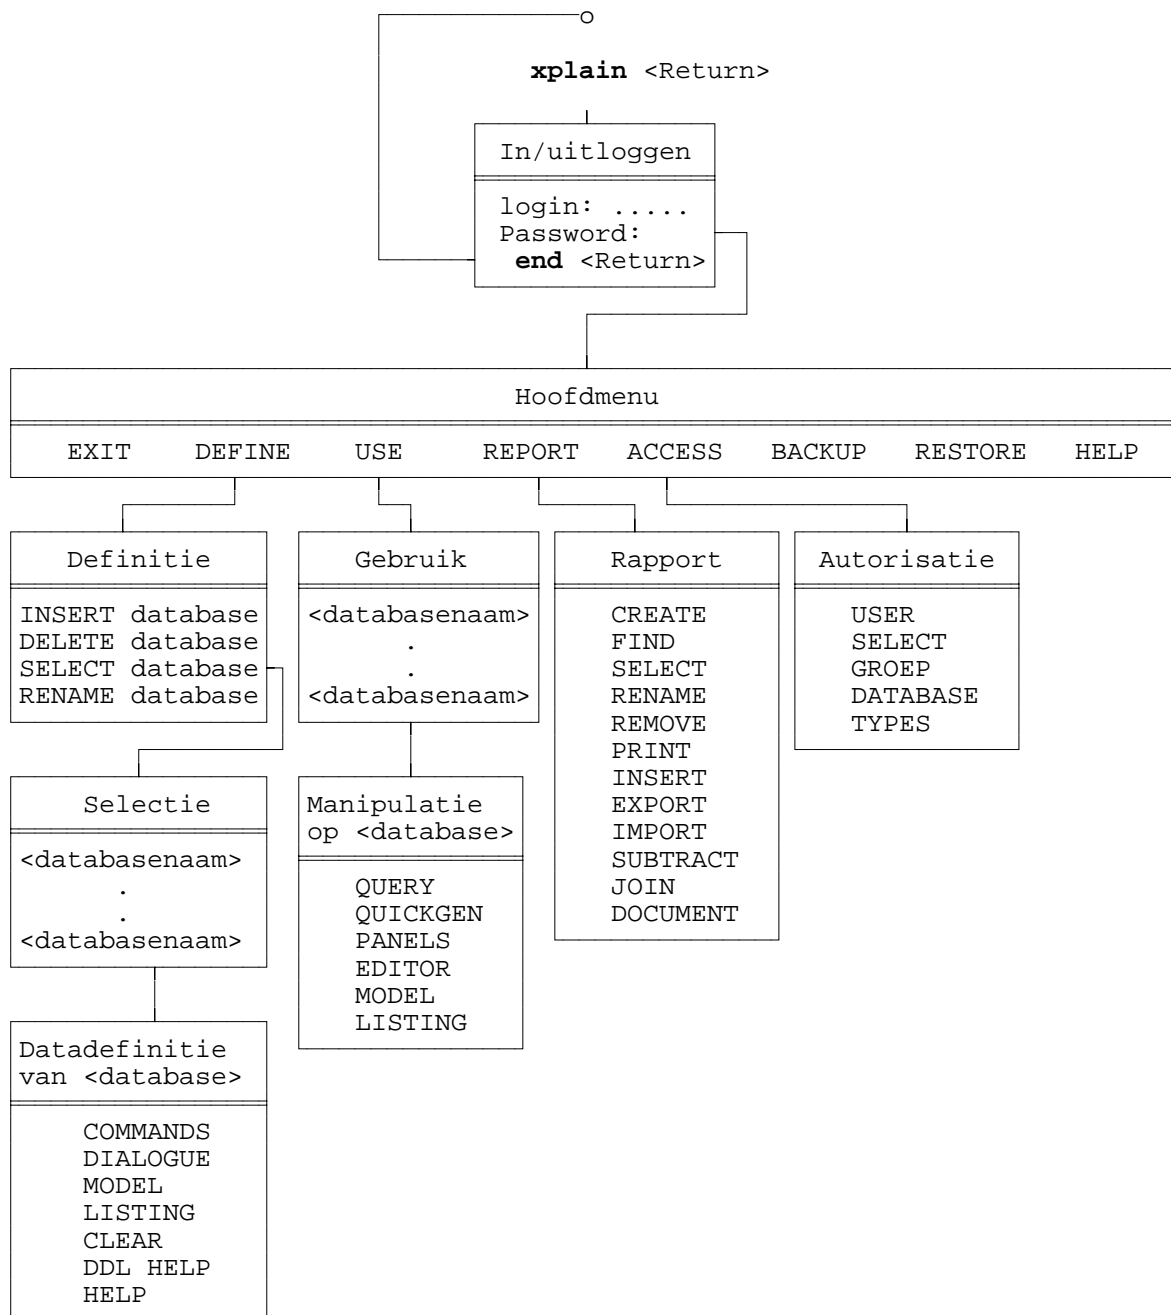 xplain <Return>
In/uitloggen
login: .....
Password:
end <Return>
Hoofdmenu
EXIT DEFINE USE REPORT ACCESS BACKUP RESTORE HELP
Definitie
INSERT database
DELETE database
SELECT database
RENAME database
Gebruik
<databasenaam>
.
.
<databasenaam>
Rapport
CREATE
FIND
SELECT
RENAME
REMOVE
PRINT
INSERT
EXPORT
IMPORT
SUBTRACT
JOIN
DOCUMENT
Autorisatie
USER
SELECT
GROEP
DATABASE
TYPES
Selectie
<databasenaam>
.
.
<databasenaam>
Manipulatie
op <database>
QUERY
QUICKGEN
PANELS
EDITOR
MODEL
LISTING
Datadefinitie
van <database>
COMMANDS
DIALOGUE
MODEL
LISTING
CLEAR
DDL HELP
HELP